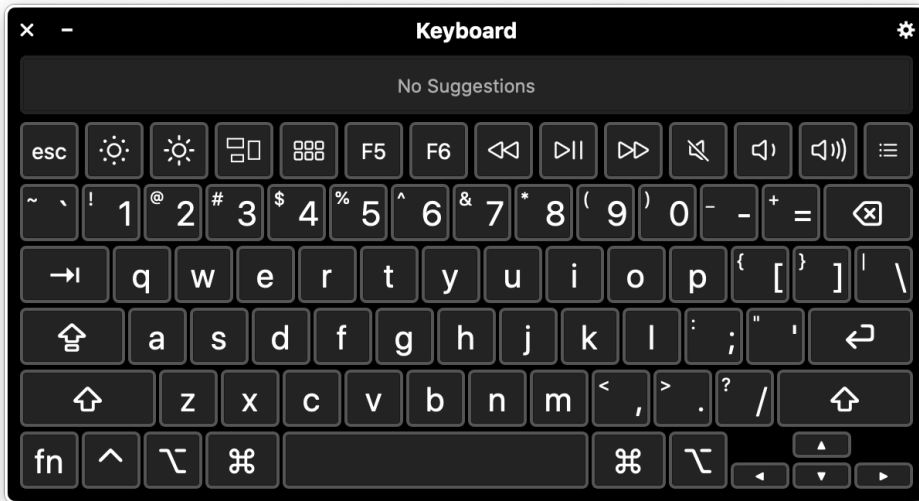 Keyboard
No Suggestions
esc F5 F6
~ ` ! 1 @ 2 # 3 $ 4 % 5 ^ 6 & 7 * 8 ( 9 ) 0 _ - + =
q w e r t y u i o p { [ } ] | \
a s d f g h j k l : ; " '
z x c v b n m < , > . ? /
fn ^ ⌥ ⌘ ⌘ ⌥